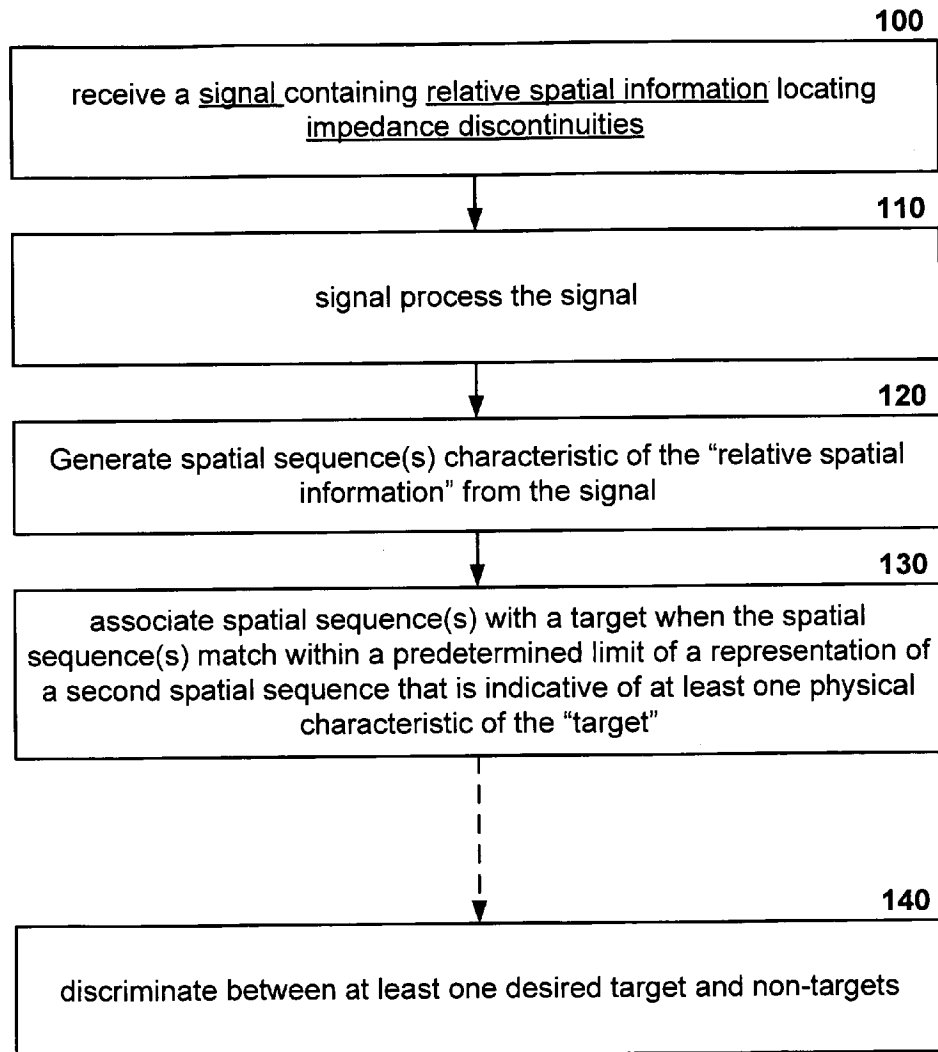 100
receive a signal containing relative spatial information locating
impedance discontinuities
110
signal process the signal
120
Generate spatial sequence(s) characteristic of the “relative spatial
information” from the signal
130
associate spatial sequence(s) with a target when the spatial
sequence(s) match within a predetermined limit of a representation of
a second spatial sequence that is indicative of at least one physical
characteristic of the “target”
140
discriminate between at least one desired target and non-targets